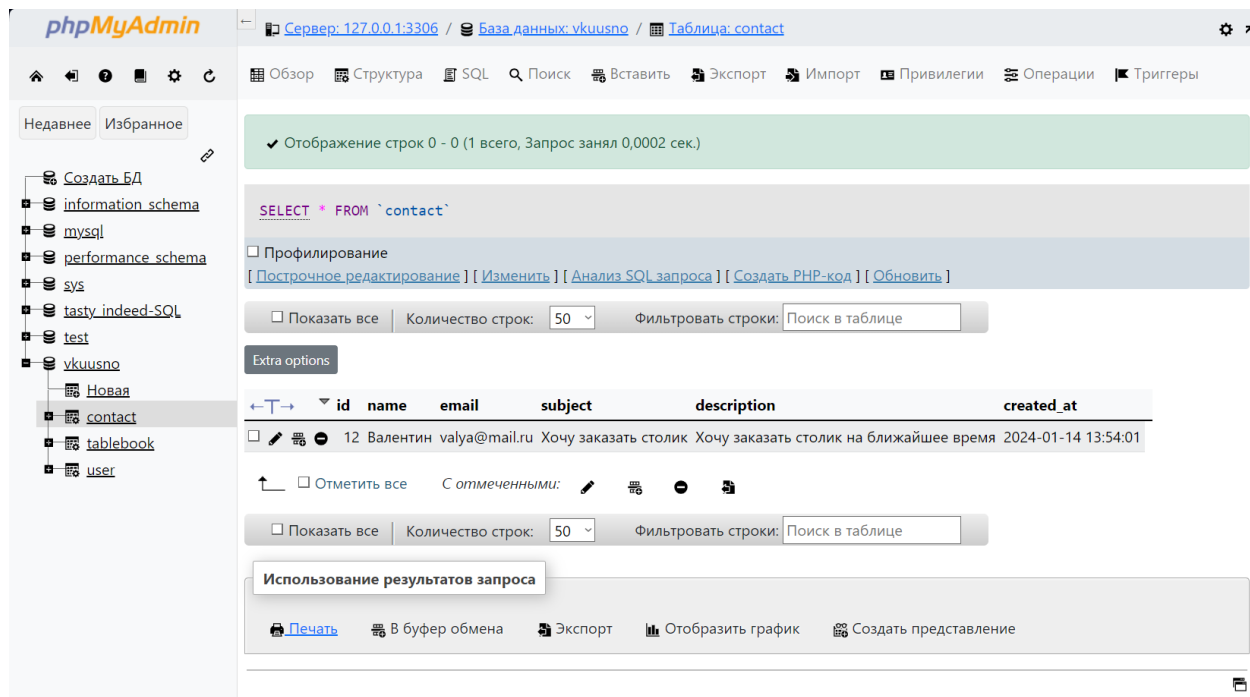 phpMyAdmin
Сервер: 127.0.0.1:3306 / База данных: vkuusno / Таблица: contact
Обзор Структура SQL Поиск Вставить Экспорт Импорт Привилегии Операции Триггеры
Недавнее Избранное
Создать БД
information_schema
mysql
performance_schema
sys
tasty_indeed-SQL
test
vkuusno
Новая
contact
tablebook
user
Отображение строк 0 - 0 (1 всего, Запрос занял 0,0002 сек.)
SELECT * FROM `contact`
Профилирование
[ Построчное редактирование ] [ Изменить ] [ Анализ SQL запроса ] [ Создать PHP-код ] [ Обновить ]
Показать все | Количество строк: 50 Фильтровать строки: Поиск в таблице
Extra options
←T→ id name email subject description created_at
12 Валентин valya@mail.ru Хочу заказать столик Хочу заказать столик на ближайшее время 2024-01-14 13:54:01
Отметить все С отмеченными:
Показать все | Количество строк: 50 Фильтровать строки: Поиск в таблице
Использование результатов запроса
Печать В буфер обмена Экспорт Отобразить график Создать представление